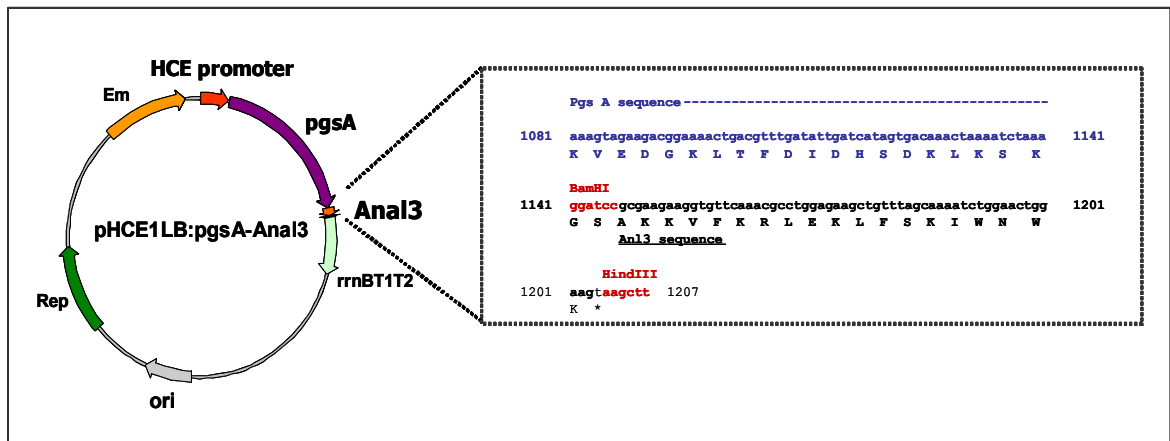 HCE promoter
Em
pgsA
Anal3
pHCE1LB:pgsA-Anal3
rrnBT1T2
Rep
ori
Pgs A sequence----------------------------------------------
1081 aaagtagaagacggaaaactgacgtttgatattgatcatagtgacaaactaaaatctaaa 1141
K V E D G K L T F D I D H S D K L K S K
BamHI
1141 ggatccgcgaagaaggtgttcaaacgcctggagaagctgtttagcaaaatctggaactgg 1201
G S A K K V F K R L E K L F S K I W N W
Anl3 sequence
HindIII
1201 aagtaagctt 1207
K *